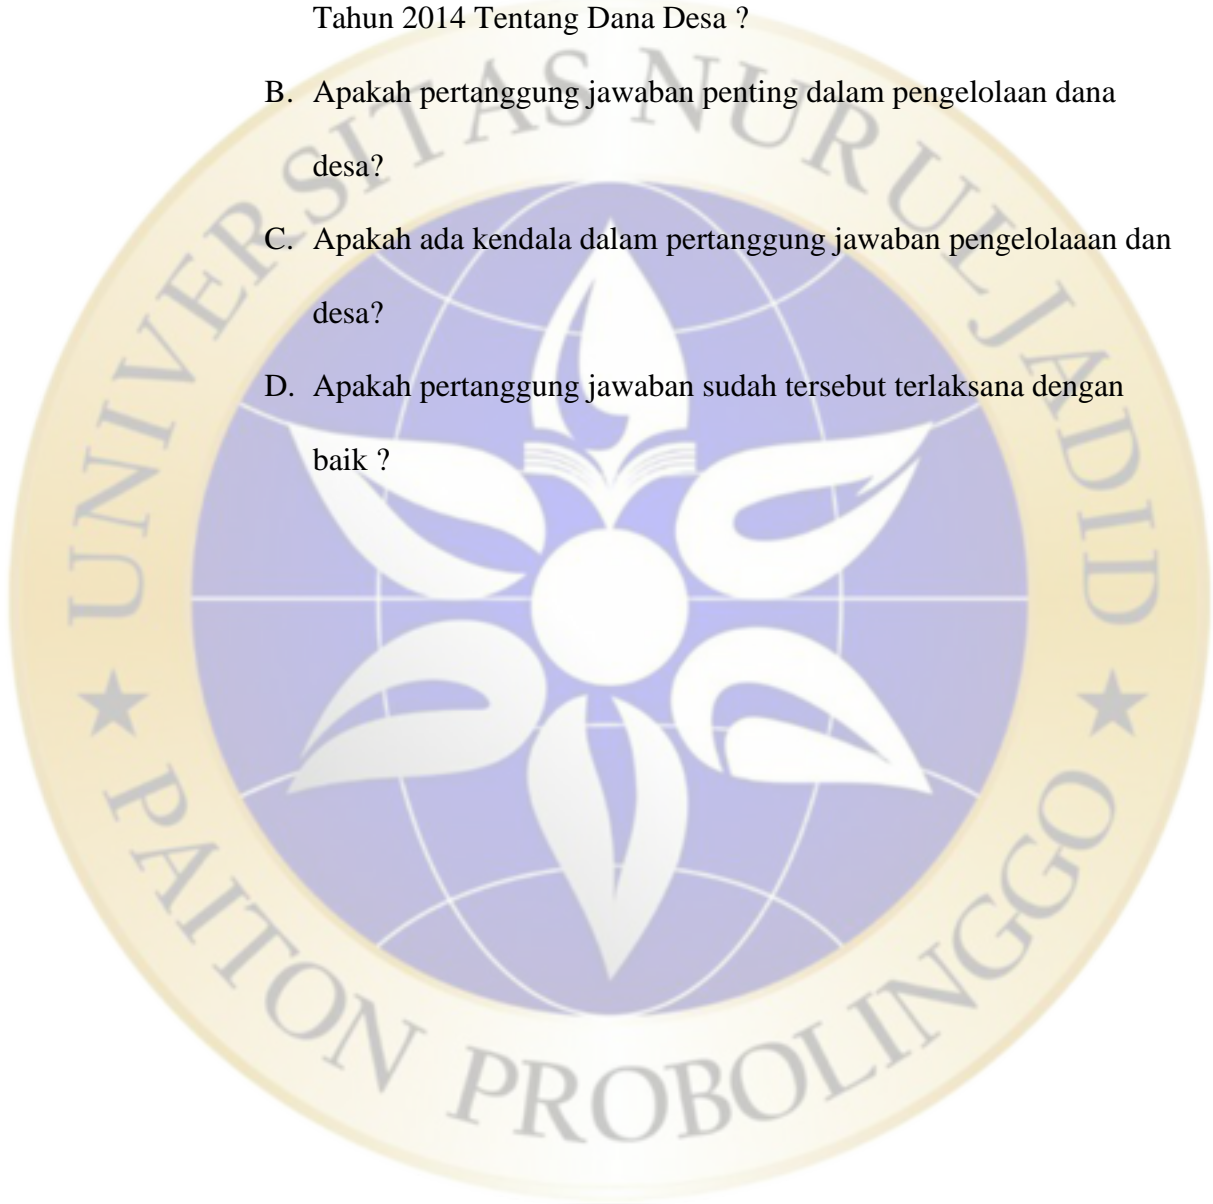 Tahun 2014 Tentang Dana Desa ?
B. Apakah pertanggung jawaban penting dalam pengelolaan dana
desa?
C. Apakah ada kendala dalam pertanggung jawaban pengelolaaan dan
desa?
D. Apakah pertanggung jawaban sudah tersebut terlaksana dengan
baik ?
UNIVERSITAS NURUL JADID
PAITON PROBOLINGGO